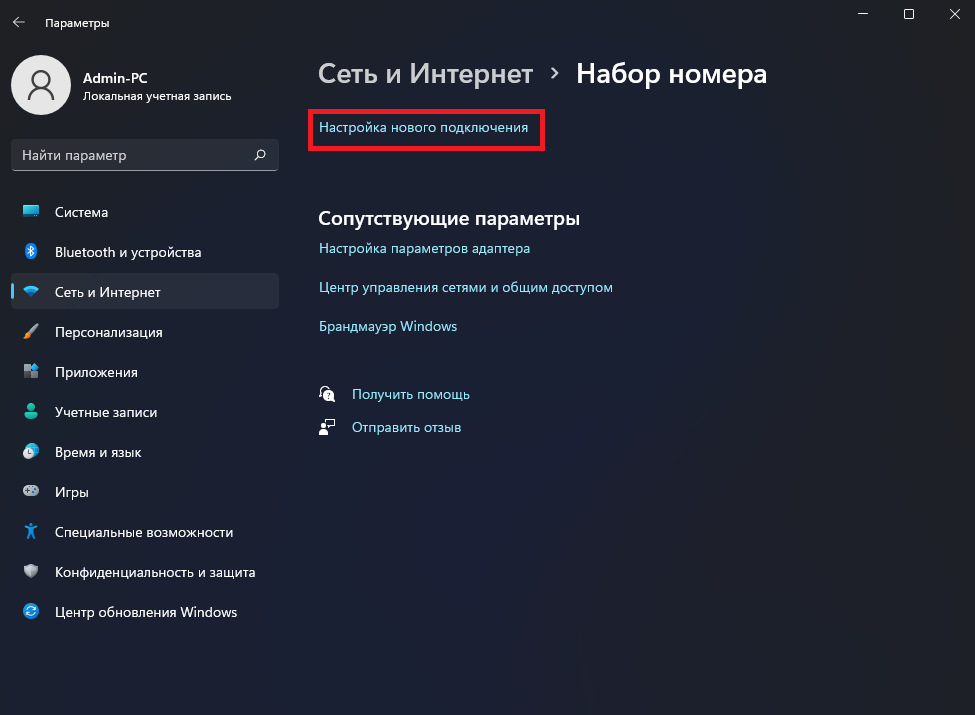 Параметры
Admin-PC
Локальная учетная запись
Найти параметр
Система
Bluetooth и устройства
Сеть и Интернет
Персонализация
Приложения
Учетные записи
Время и язык
Игры
Специальные возможности
Конфиденциальность и защита
Центр обновления Windows
Сеть и Интернет > Набор номера
Настройка нового подключения
Сопутствующие параметры
Настройка параметров адаптера
Центр управления сетями и общим доступом
Брандмауэр Windows
Получить помощь
Отправить отзыв